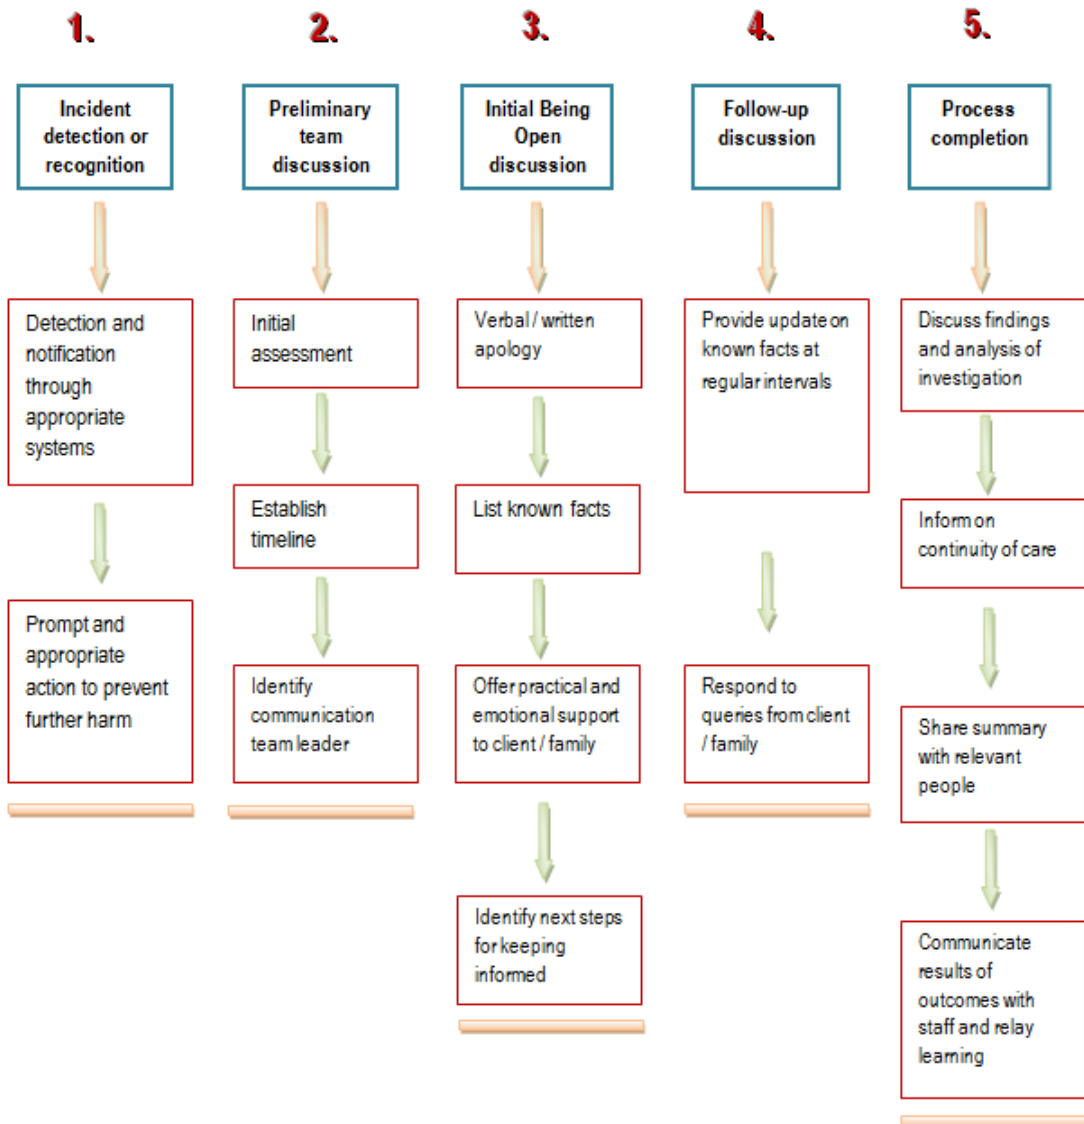 1.
Incident
detection or
recognition
Detection and
notification
through
appropriate
systems
Prompt and
appropriate
action to prevent
further harm
2.
Preliminary
team
discussion
Initial
assessment
Establish
timeline
Identify
communication
team leader
3.
Initial Being
Open
discussion
Verbal / written
apology
List known facts
Offer practical and
emotional support
to client / family
Identify next steps
for keeping
informed
4.
Follow-up
discussion
Provide update on
known facts at
regular intervals
Respond to
queries from client
/ family
5.
Process
completion
Discuss findings
and analysis of
investigation
Inform on
continuity of care
Share summary
with relevant
people
Communicate
results of
outcomes with
staff and relay
learning